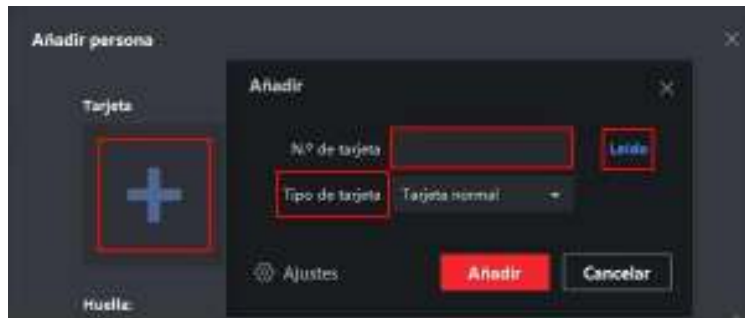 Añadir persona
Tarjeta
Añadir
N.º de tarjeta
Leído
Tipo de tarjeta
Tarjeta normal
Ajustes
Añadir
Cancelar
Huella: